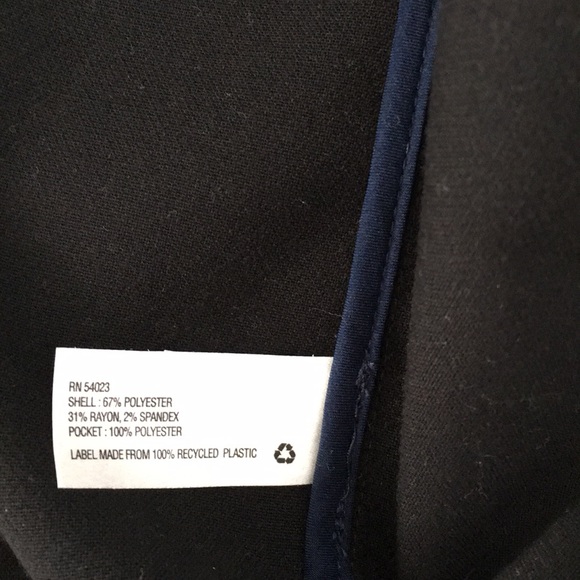 RN 54023
SHELL : 67% POLYESTER
31% RAYON, 2% SPANDEX
POCKET : 100% POLYESTER
LABEL MADE FROM 100% RECYCLED PLASTIC